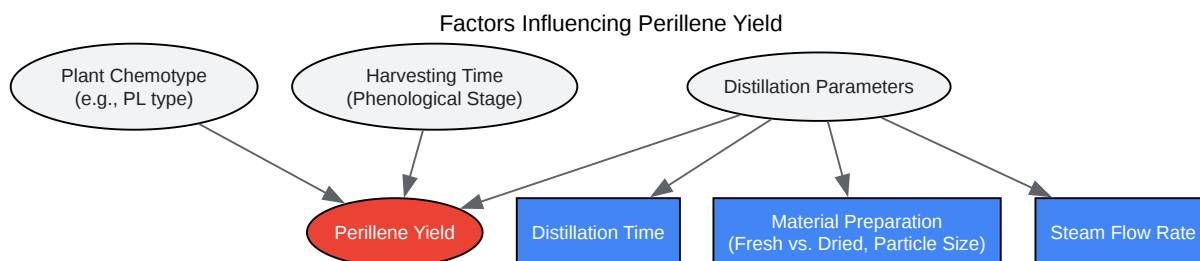 Factors Influencing Perillene Yield
Plant Chemotype
(e.g., PL type)
Harvesting Time
(Phenological Stage)
Distillation Parameters
Perillene Yield
Distillation Time
Material Preparation
(Fresh vs. Dried, Particle Size)
Steam Flow Rate